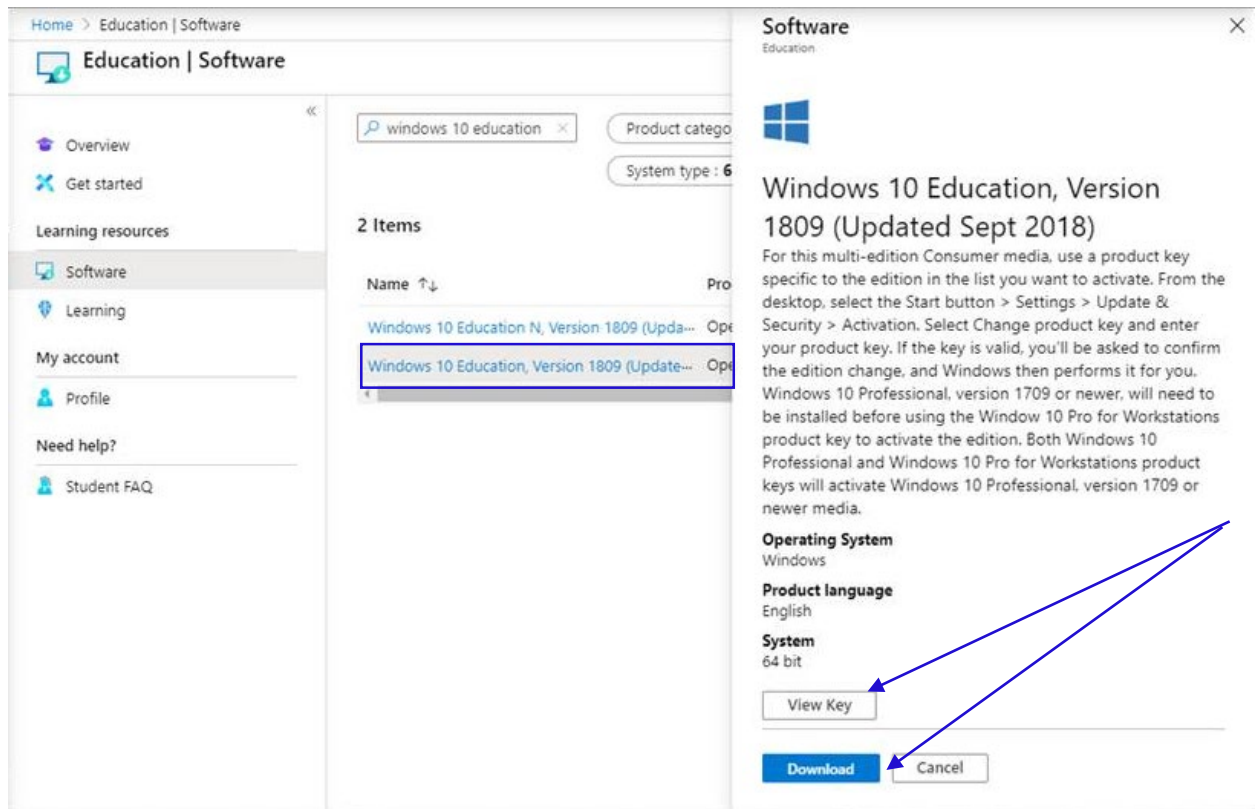 Home > Education | Software
Education | Software
«
Overview
Get started
Learning resources
Software
Learning
My account
Profile
Need help?
Student FAQ
windows 10 education ×
Product catego
System type : 6
2 Items
Name ↑↓ Pro
Windows 10 Education N, Version 1809 (Upda··· Ope
Windows 10 Education, Version 1809 (Update··· Ope
Software
Education
Windows 10 Education, Version
1809 (Updated Sept 2018)
For this multi-edition Consumer media, use a product key
specific to the edition in the list you want to activate. From the
desktop, select the Start button > Settings > Update &
Security > Activation. Select Change product key and enter
your product key. If the key is valid, you'll be asked to confirm
the edition change, and Windows then performs it for you.
Windows 10 Professional, version 1709 or newer, will need to
be installed before using the Window 10 Pro for Workstations
product key to activate the edition. Both Windows 10
Professional and Windows 10 Pro for Workstations product
keys will activate Windows 10 Professional, version 1709 or
newer media.
Operating System
Windows
Product language
English
System
64 bit
View Key
Download Cancel